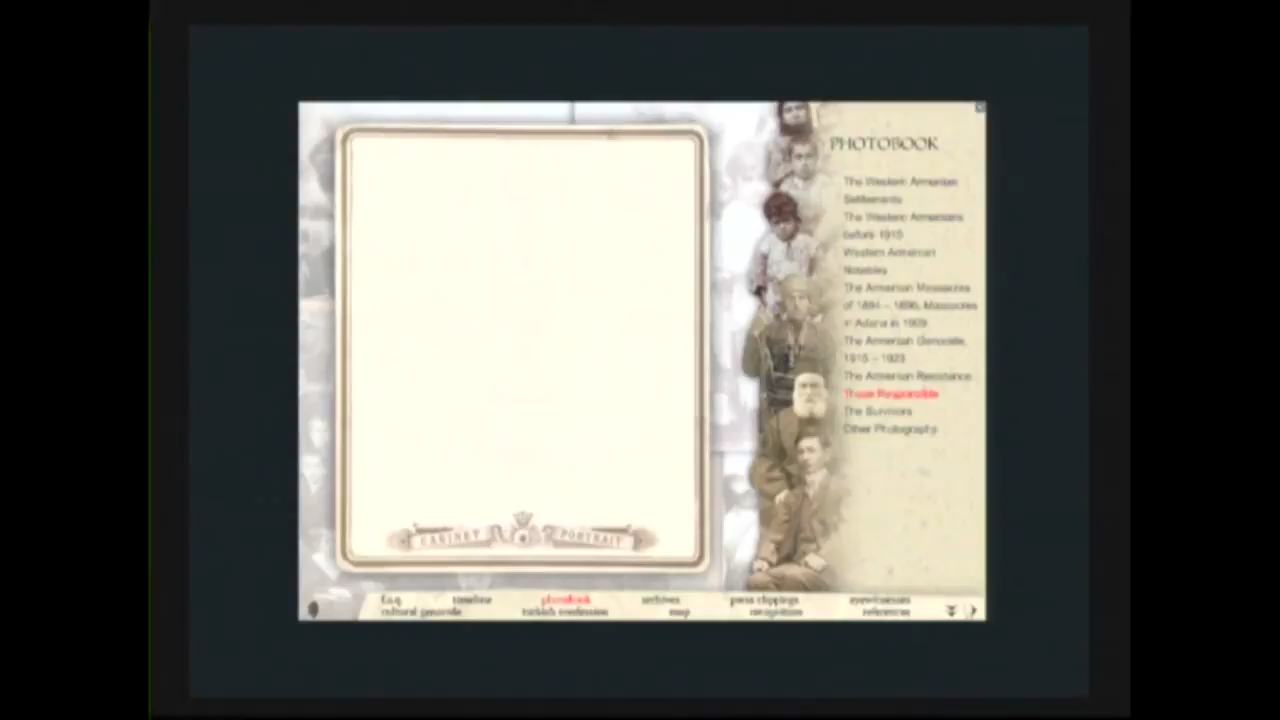 PHOTOBOOK
The Western Armenian
Settlements
The Western Armenians
before 1915
Western Armenian
Notables
The Armenian Massacres
of 1894 - 1896, Massacres
in Adana in 1909
The Armenian Genocide,
1915 - 1923
The Armenian Resistance
Those Responsible
The Survivors
Other Photography
CABINET PORTRAIT
f.a.q. timeline photobook archives press clippings eyewitnesses
cultural genocide turkish confession map recognition references